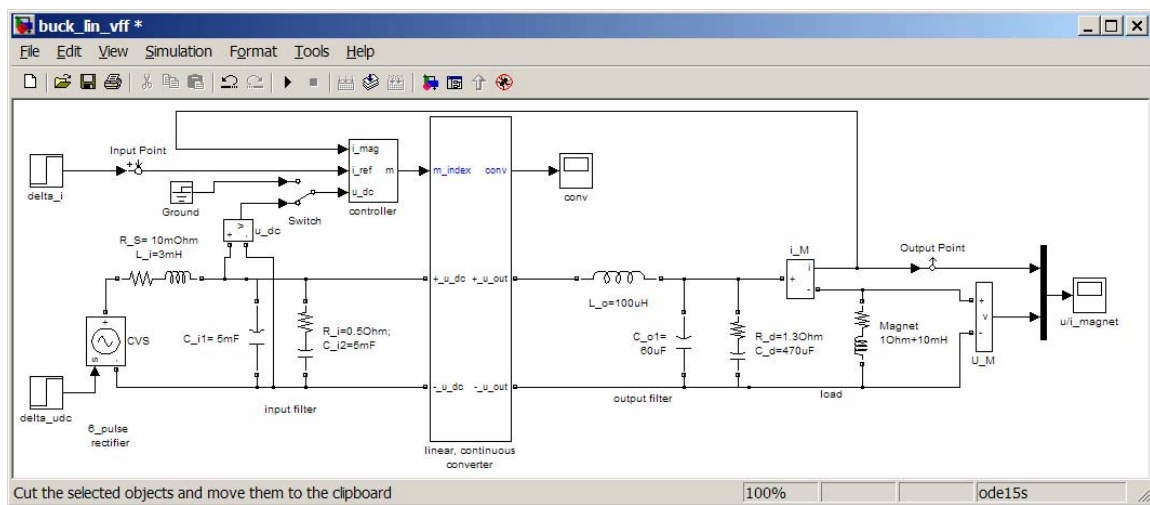 buck_lin_vff *
File Edit View Simulation Format Tools Help
Input Point
delta_i
Ground
Switch
i_mag
i_ref m
u_dc
controller
m_index conv
conv
u_dc
+ v -
R_S= 10mOhm
L_i=3mH
+_u_dc +_u_out
L_o=100uH
i_M
+ i
-
Output Point
+
v
-
U_M
u/i_magnet
+
s -
CVS
C_i1= 5mF
R_i=0.5Ohm;
C_i2=5mF
C_o1=
60uF
R_d=1.3Ohm
C_d=470uF
Magnet
1Ohm+10mH
delta_udc
6_pulse
rectifier
input filter
-_u_dc -_u_out
output filter
load
linear, continuous
converter
Cut the selected objects and move them to the clipboard
100%
ode15s